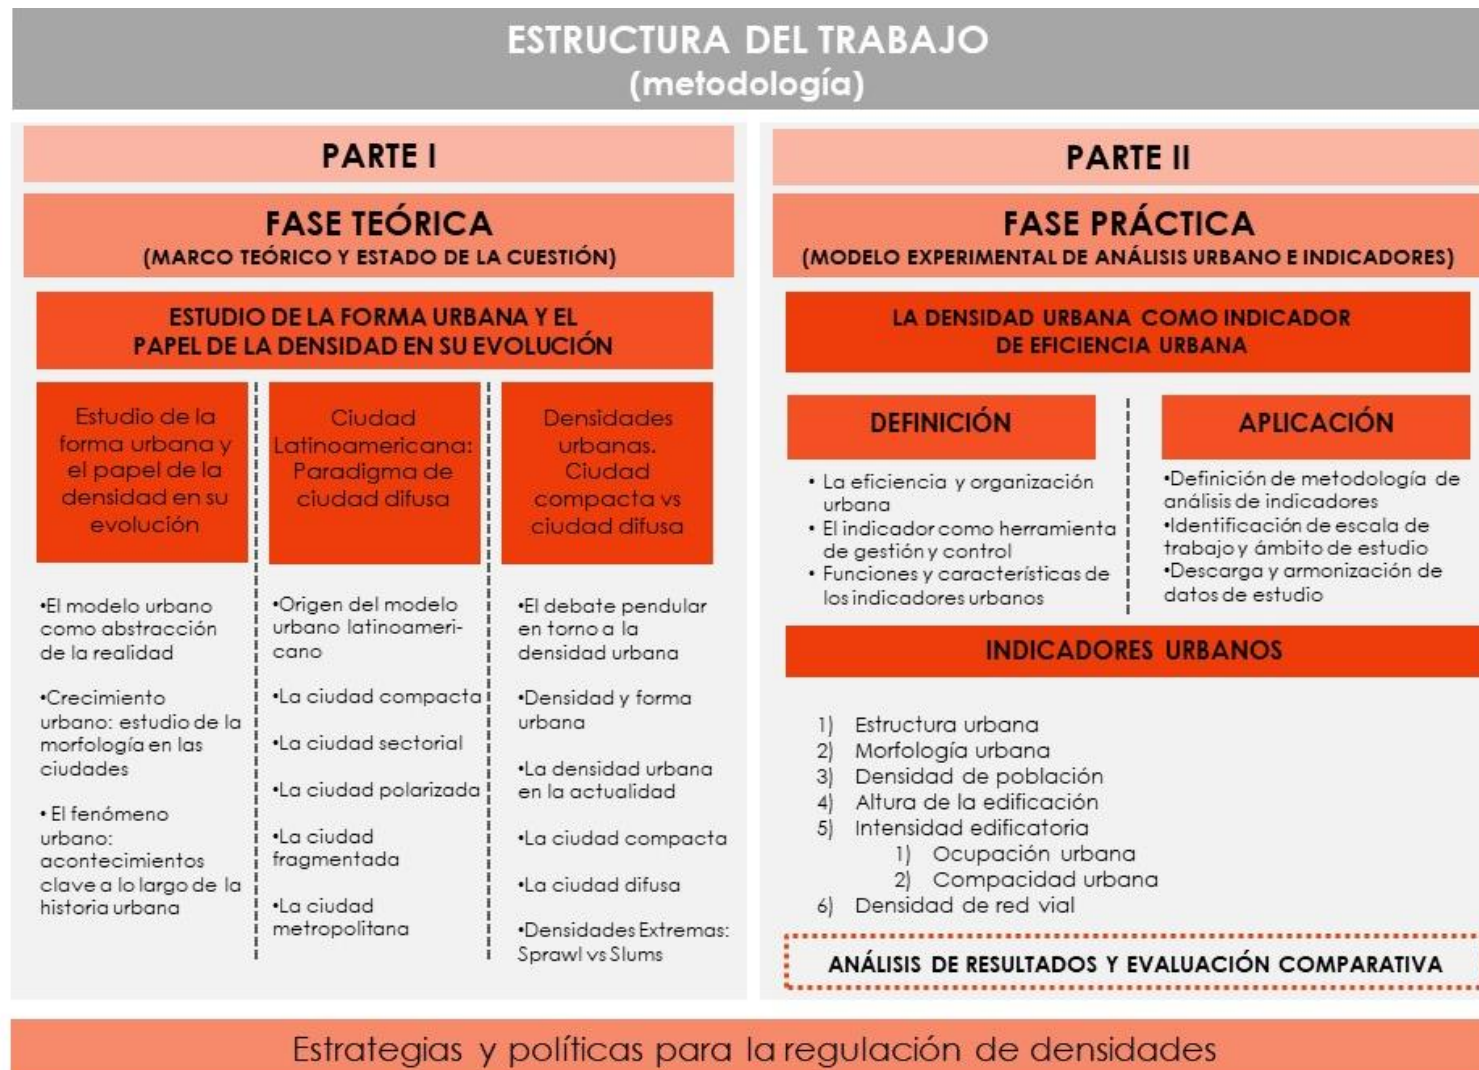 ESTRUCTURA DEL TRABAJO
(metodología)
PARTE I
FASE TEÓRICA
(MARCO TEÓRICO Y ESTADO DE LA CUESTIÓN)
ESTUDIO DE LA FORMA URBANA Y EL
PAPEL DE LA DENSIDAD EN SU EVOLUCIÓN
Estudio de la
forma urbana y
el papel de la
densidad en su
evolución
•El modelo urbano
como abstracción
de la realidad
•Crecimiento
urbano: estudio de la
morfología en las
ciudades
• El fenómeno
urbano:
acontecimientos
clave a lo largo de la
historia urbana
Ciudad
Latinoamericana:
Paradigma de
ciudad difusa
•Origen del modelo
urbano latinoameri-
cano
•La ciudad compacta
•La ciudad sectorial
•La ciudad polarizada
•La ciudad
fragmentada
•La ciudad
metropolitana
Densidades
urbanas.
Ciudad
compacta vs
ciudad difusa
•El debate pendular
en torno a la
densidad urbana
•Densidad y forma
urbana
•La densidad urbana
en la actualidad
•La ciudad compacta
•La ciudad difusa
•Densidades Extremas:
Sprawl vs Slums
PARTE II
FASE PRÁCTICA
(MODELO EXPERIMENTAL DE ANÁLISIS URBANO E INDICADORES)
LA DENSIDAD URBANA COMO INDICADOR
DE EFICIENCIA URBANA
DEFINICIÓN
• La eficiencia y organización
urbana
• El indicador como herramienta
de gestión y control
• Funciones y características de
los indicadores urbanos
APLICACIÓN
•Definición de metodología de
análisis de indicadores
•Identificación de escala de
trabajo y ámbito de estudio
•Descarga y armonización de
datos de estudio
INDICADORES URBANOS
1) Estructura urbana
2) Morfología urbana
3) Densidad de población
4) Altura de la edificación
5) Intensidad edificatoria
1) Ocupación urbana
2) Compacidad urbana
6) Densidad de red vial
ANÁLISIS DE RESULTADOS Y EVALUACIÓN COMPARATIVA
Estrategias y políticas para la regulación de densidades